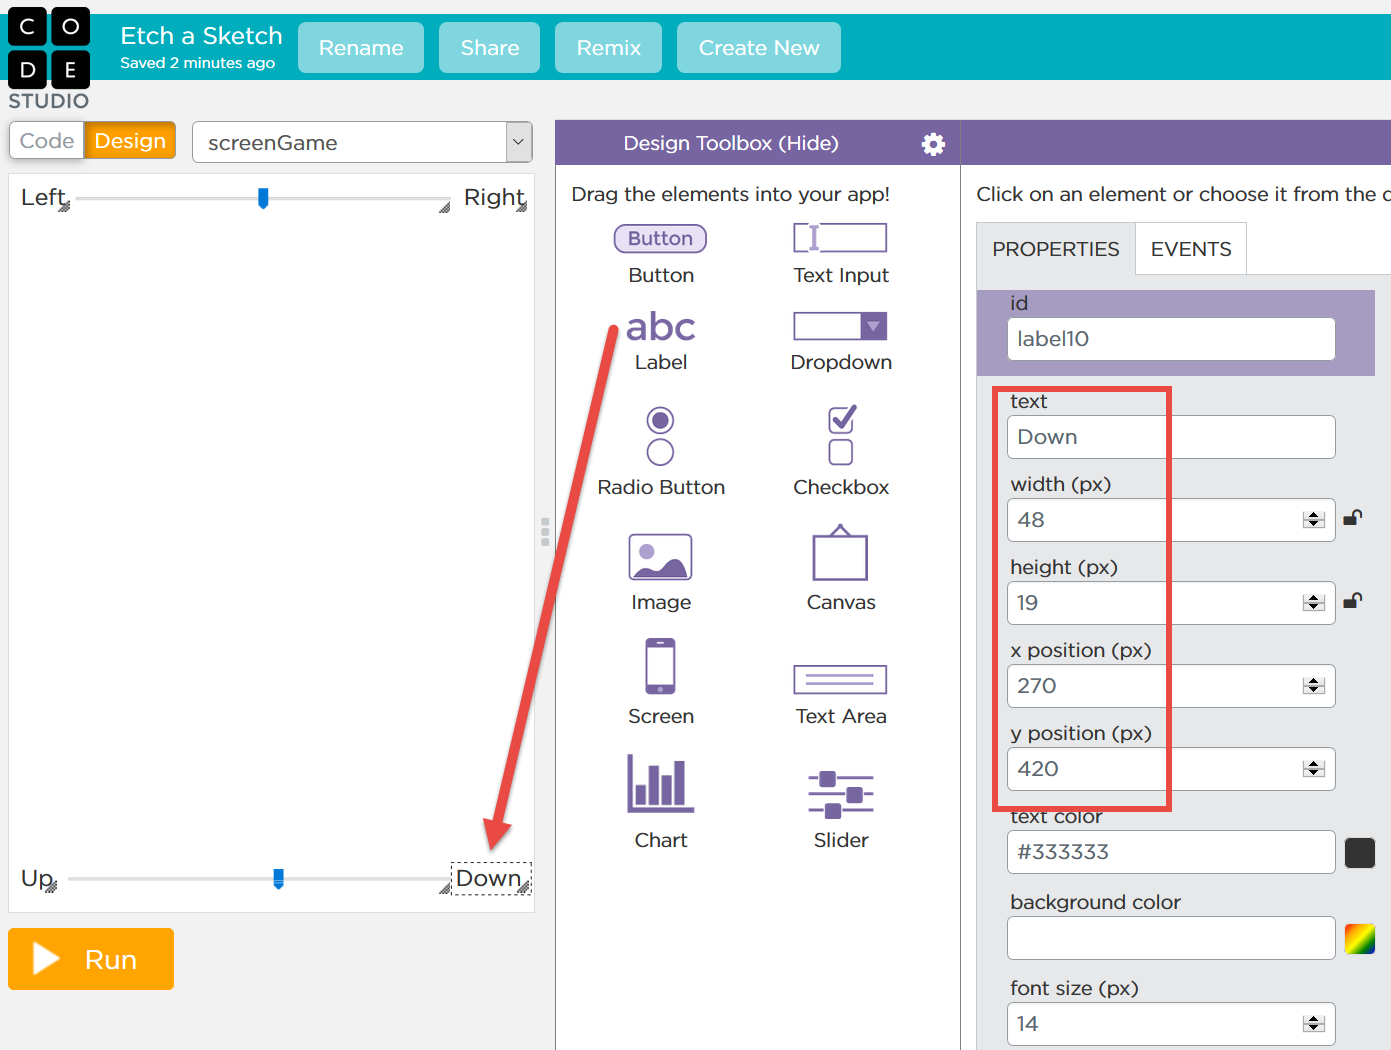 CO
DE
STUDIO
Etch a Sketch
Saved 2 minutes ago
Rename
Share
Remix
Create New
Code
Design
screenGame
Left
Right
Up
Down
Run
Design Toolbox (Hide)
Drag the elements into your app!
Button
Button
Text Input
abc
Label
Dropdown
Radio Button
Checkbox
Image
Canvas
Screen
Text Area
Chart
Slider
Click on an element or choose it from the d
PROPERTIES
EVENTS
id
label10
text
Down
width (px)
48
height (px)
19
x position (px)
270
y position (px)
420
text color
#333333
background color
font size (px)
14